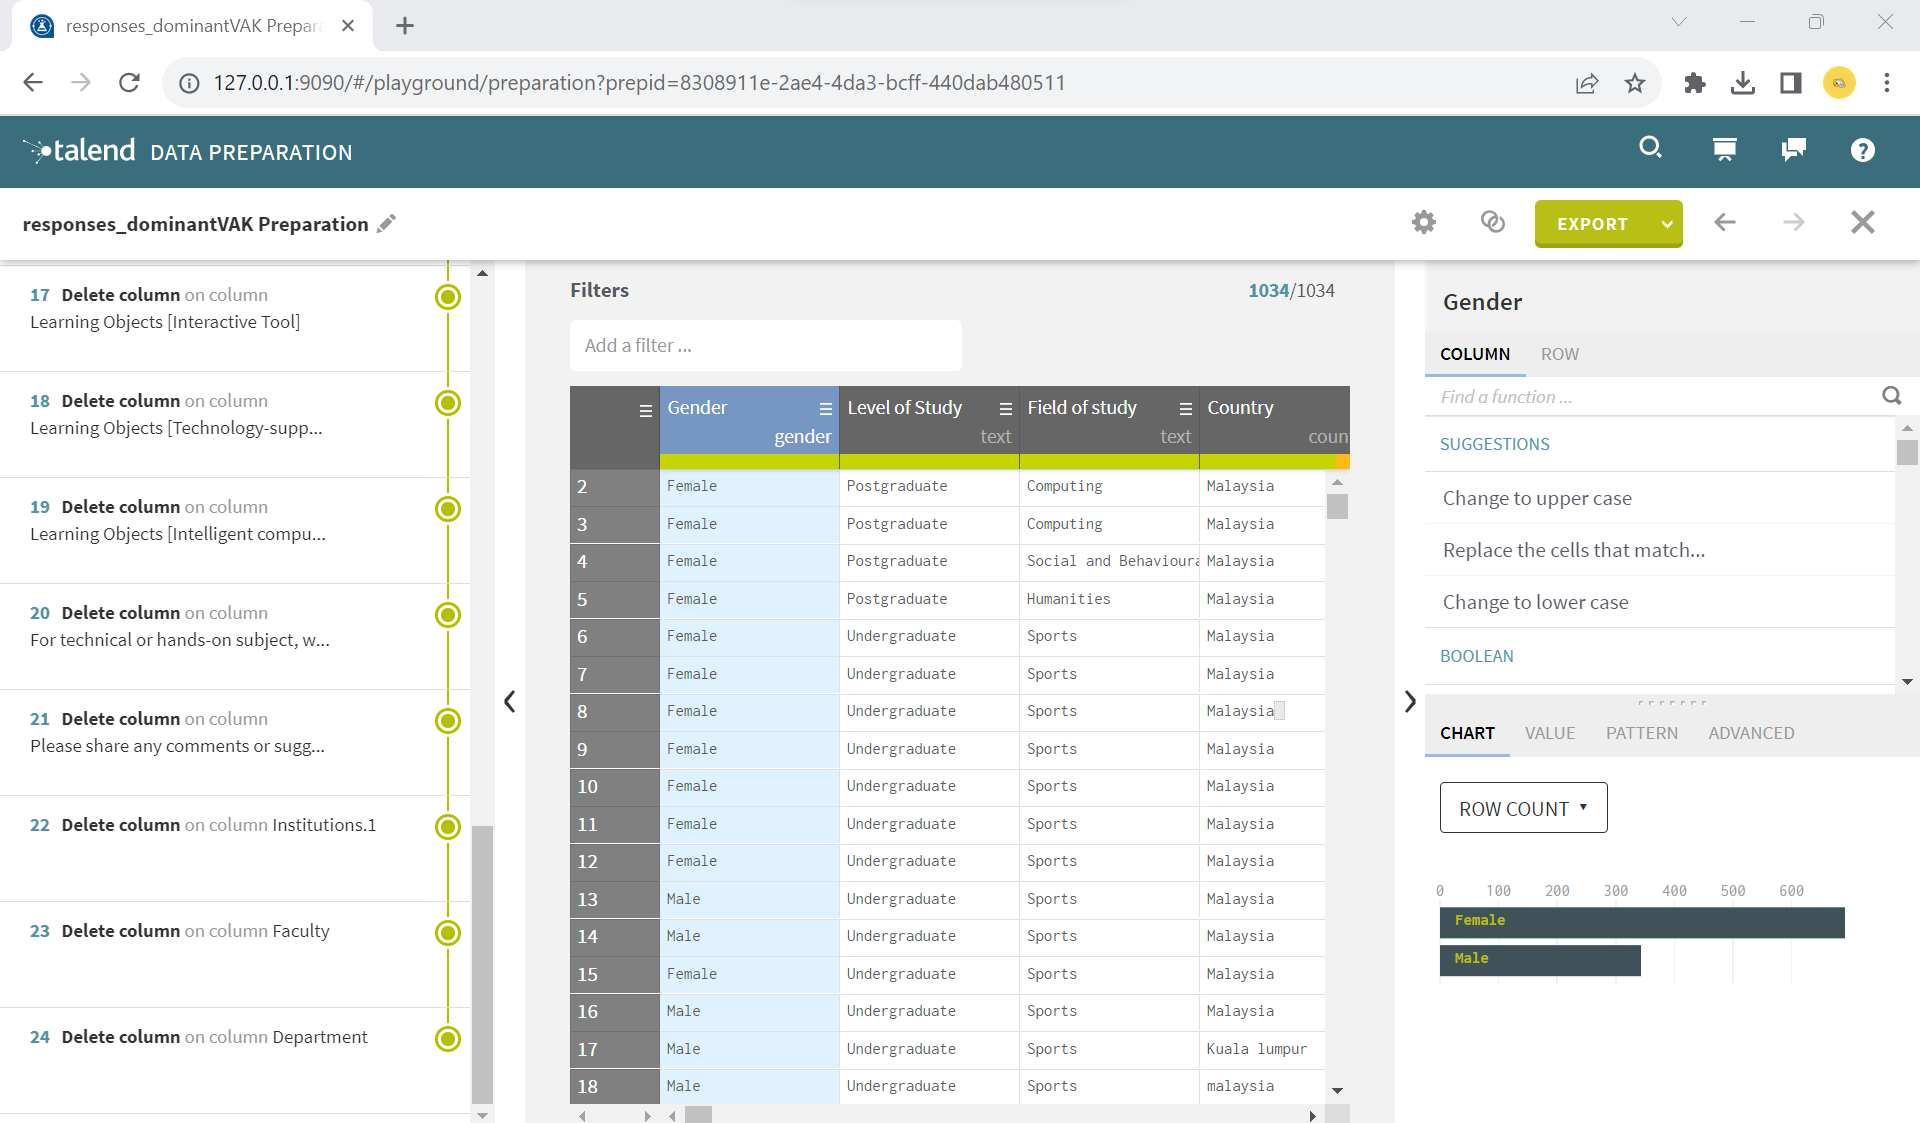 responses_dominantVAK Prepara
127.0.0.1:9090/#/playground/preparation?prepid=8308911e-2ae4-4da3-bcff-440dab480511
talend DATA PREPARATION
?
responses_dominantVAK Preparation
EXPORT
17 Delete column on column
Learning Objects [Interactive Tool]
18 Delete column on column
Learning Objects [Technology-supp...
19 Delete column on column
Learning Objects [Intelligent compu...
20 Delete column on column
For technical or hands-on subject, w...
21 Delete column on column
Please share any comments or sugg...
22 Delete column on column Institutions.1
23 Delete column on column Faculty
24 Delete column on column Department
Filters 1034/1034
Add a filter ...
Gender Level of Study Field of study Country
gender text text coun
2 Female Postgraduate Computing Malaysia
3 Female Postgraduate Computing Malaysia
4 Female Postgraduate Social and Behavioura Malaysia
5 Female Postgraduate Humanities Malaysia
6 Female Undergraduate Sports Malaysia
7 Female Undergraduate Sports Malaysia
8 Female Undergraduate Sports Malaysia
9 Female Undergraduate Sports Malaysia
10 Female Undergraduate Sports Malaysia
11 Female Undergraduate Sports Malaysia
12 Female Undergraduate Sports Malaysia
13 Male Undergraduate Sports Malaysia
14 Male Undergraduate Sports Malaysia
15 Female Undergraduate Sports Malaysia
16 Male Undergraduate Sports Malaysia
17 Male Undergraduate Sports Kuala lumpur
18 Male Undergraduate Sports malaysia
Gender
COLUMN ROW
Find a function ...
SUGGESTIONS
Change to upper case
Replace the cells that match...
Change to lower case
BOOLEAN
CHART VALUE PATTERN ADVANCED
ROW COUNT
0 100 200 300 400 500 600
Female
Male